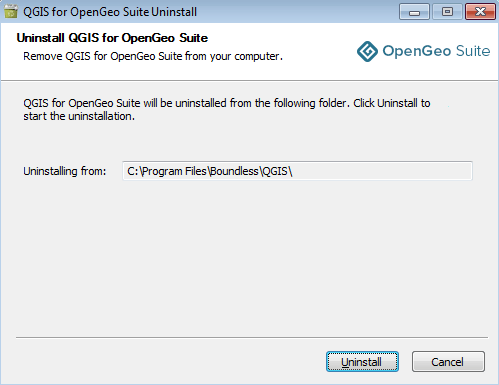 QGIS for OpenGeo Suite Uninstall
Uninstall QGIS for OpenGeo Suite
Remove QGIS for OpenGeo Suite from your computer.
OpenGeo Suite
QGIS for OpenGeo Suite will be uninstalled from the following folder. Click Uninstall to
start the uninstallation.
Uninstalling from:
C:\Program Files\Boundless\QGIS\
Uninstall
Cancel